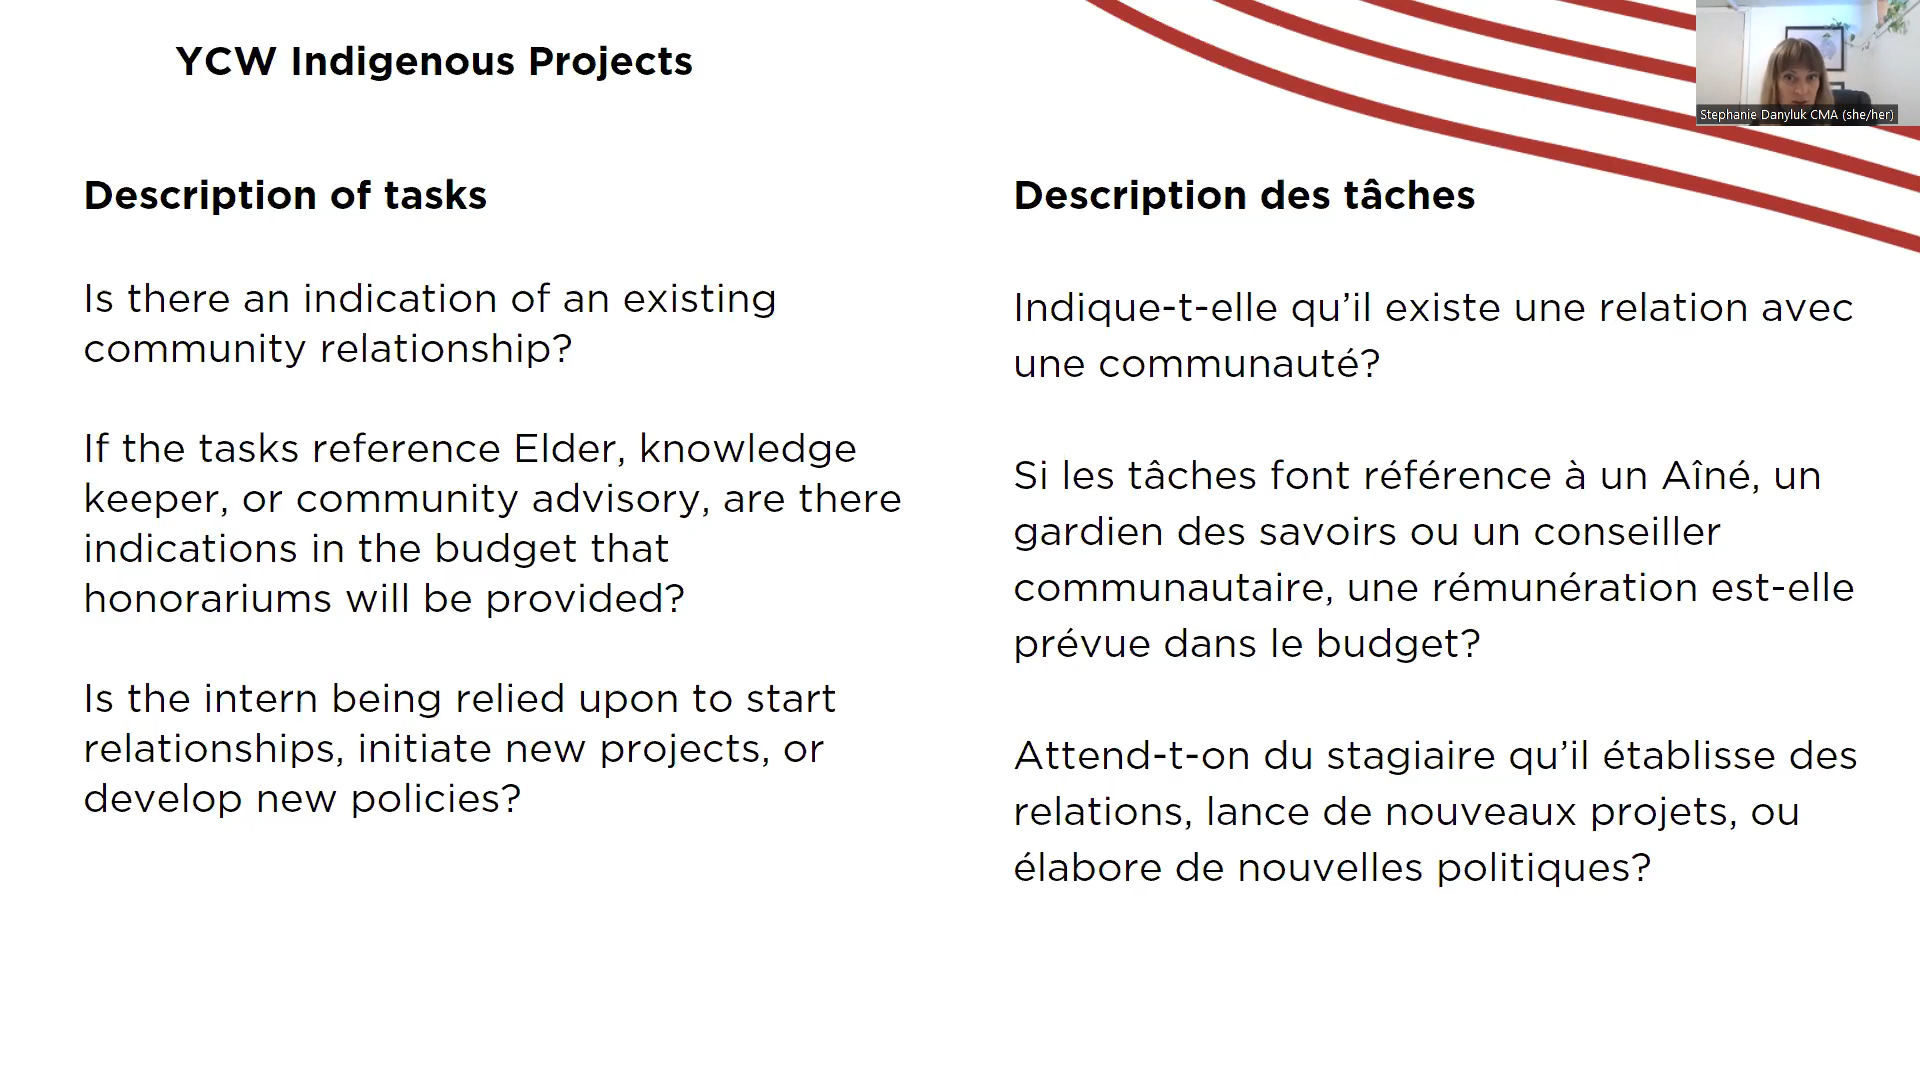 YCW Indigenous Projects
Stephanie Danyluk CMA (she/her)
Description of tasks
Is there an indication of an existing
community relationship?
If the tasks reference Elder, knowledge
keeper, or community advisory, are there
indications in the budget that
honorariums will be provided?
Is the intern being relied upon to start
relationships, initiate new projects, or
develop new policies?
Description des tâches
Indique-t-elle qu’il existe une relation avec
une communauté?
Si les tâches font référence à un Aîné, un
gardien des savoirs ou un conseiller
communautaire, une rémunération est-elle
prévue dans le budget?
Attend-t-on du stagiaire qu’il établisse des
relations, lance de nouveaux projets, ou
élabore de nouvelles politiques?